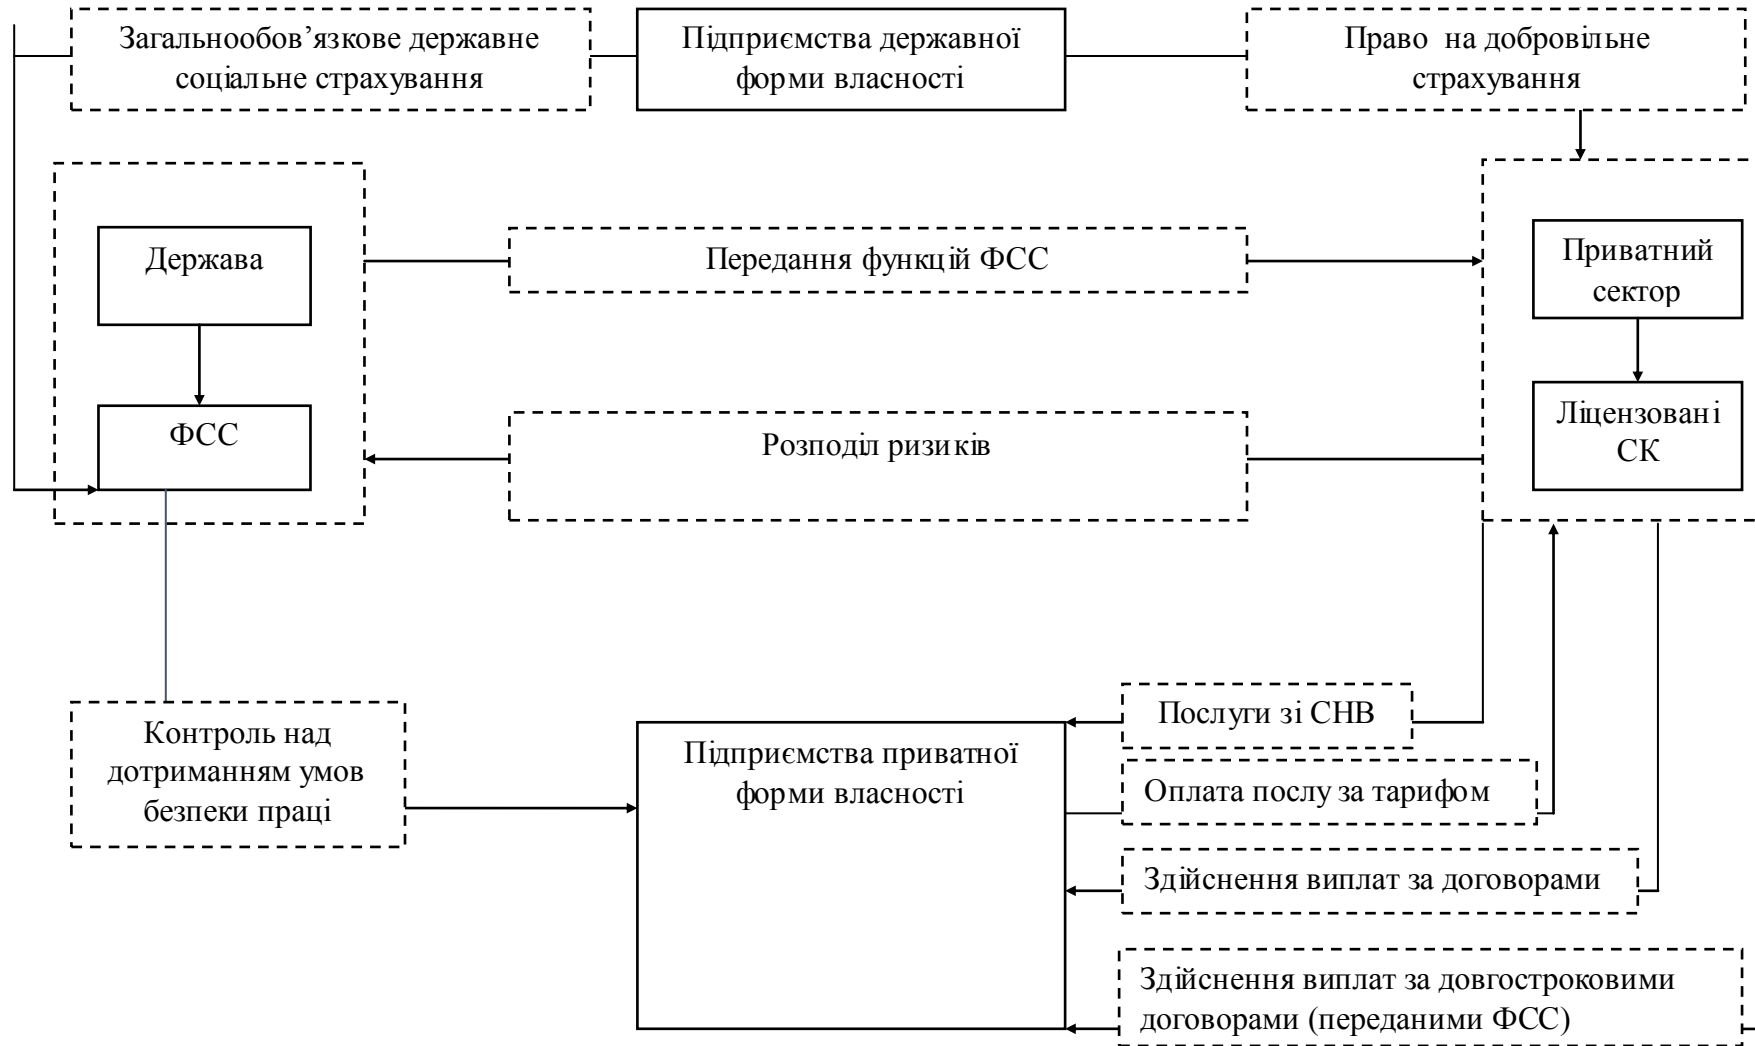 Загальнообов’язкове державне
соціальне страхування
Підприємства державної
форми власності
Право на добровільне
страхування
Держава
Передання функцій ФСС
Приватний
сектор
ФСС
Розподіл ризиків
Ліцензовані
СК
Контроль над
дотриманням умов
безпеки праці
Підприємства приватної
форми власності
Послуги зі СНВ
Оплата послу за тарифом
Здійснення виплат за договорами
Здійснення виплат за довгостроковими
договорами (переданими ФСС)